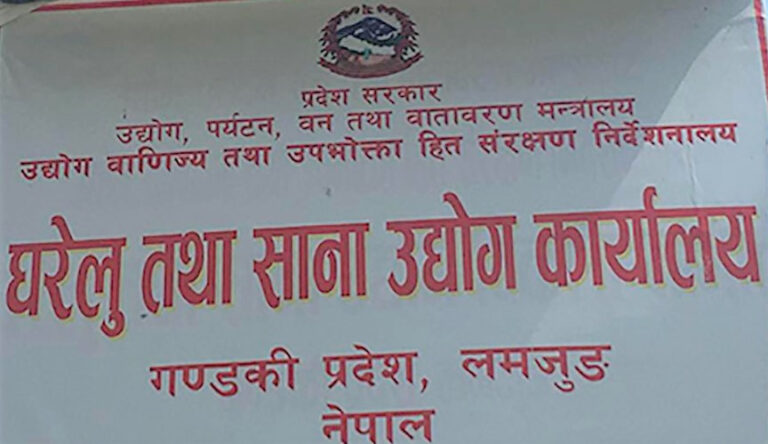 प्रदेश सरकार
उद्योग, पर्यटन, वन तथा वातावरण मन्त्रालय
उद्योग वाणिज्य तथा उपभोक्ता हित संरक्षण निर्देशनालय
घरेलु तथा साना उद्योग कार्यालय
गण्डकी प्रदेश, लमजुङ
नेपाल